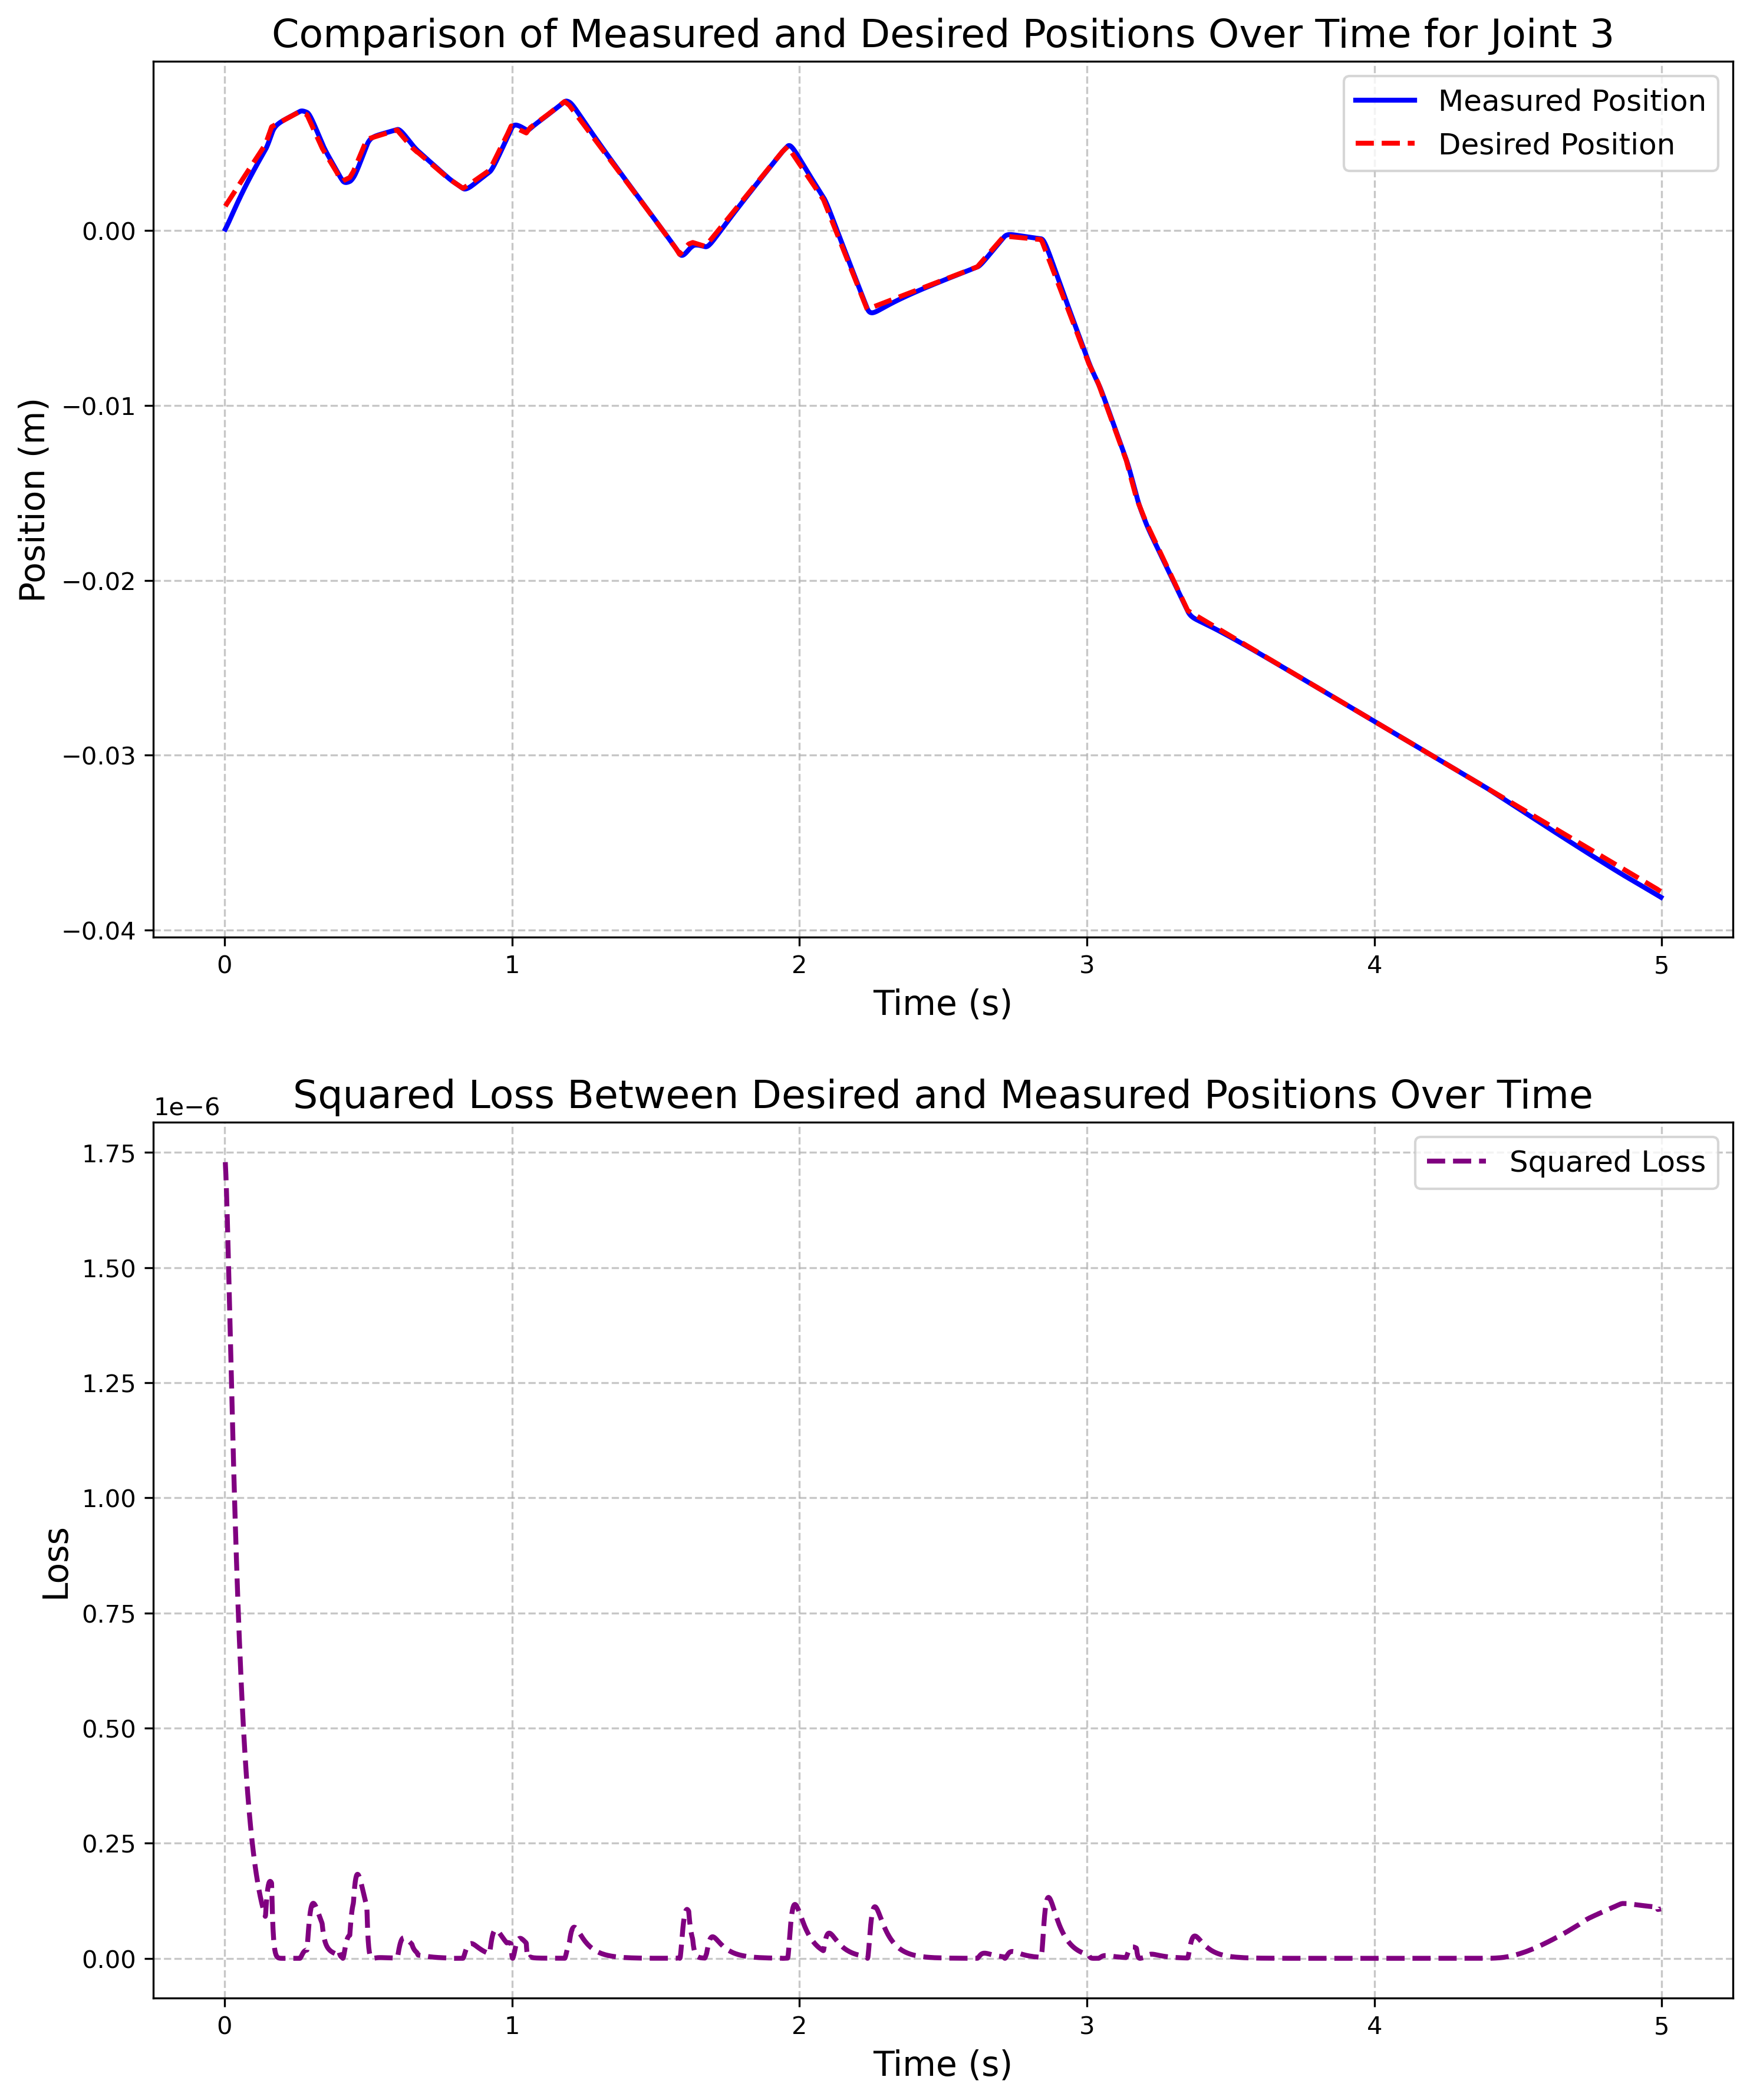 Comparison of Measured and Desired Positions Over Time for Joint 3
Measured Position
Desired Position
Position (m)
0.00
−0.01
−0.02
−0.03
−0.04
0 1 2 3 4 5
Time (s)
Squared Loss Between Desired and Measured Positions Over Time
1e−6
Squared Loss
Loss
1.75
1.50
1.25
1.00
0.75
0.50
0.25
0.00
0 1 2 3 4 5
Time (s)